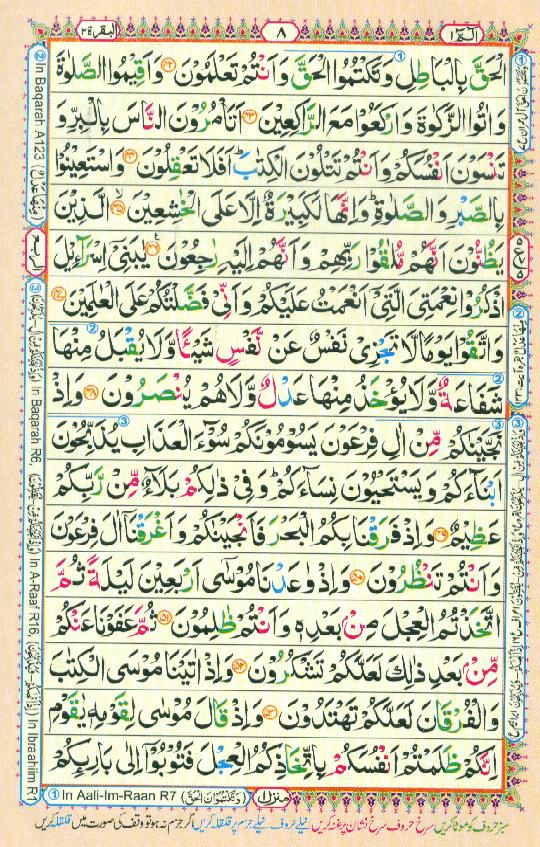 الٓمّٓ ١
٨
البقرة ٢
الْحَقَّ بِالْبَاطِلِ وَتَكْتُمُوا الْحَقَّ وَاَنْتُمْ تَعْلَمُوْنَ ﴿٤٢﴾ وَاَقِيْمُوا الصَّلٰوةَ
وَاٰتُوا الزَّكٰوةَ وَارْكَعُوْا مَعَ الرَّاكِعِيْنَ ﴿٤٣﴾ اَتَاْمُرُوْنَ النَّاسَ بِالْبِرِّ وَ
تَنْسَوْنَ اَنْفُسَكُمْ وَاَنْتُمْ تَتْلُوْنَ الْكِتٰبَ ؕ اَفَلَا تَعْقِلُوْنَ ﴿٤٤﴾ وَاسْتَعِيْنُوْا
بِالصَّبْرِ وَالصَّلٰوةِ ؕ وَاِنَّهَا لَكَبِيْرَةٌ اِلَّا عَلَى الْخٰشِعِيْنَ ﴿٤٥﴾ الَّذِيْنَ
يَظُنُّوْنَ اَنَّهُمْ مُّلٰقُوْا رَبِّهِمْ وَاَنَّهُمْ اِلَيْهِ رٰجِعُوْنَ ﴿٤٦﴾ يٰبَنِيْۤ اِسْرَآءِيْلَ
اذْكُرُوْا نِعْمَتِيَ الَّتِيْۤ اَنْعَمْتُ عَلَيْكُمْ وَاَنِّيْ فَضَّلْتُكُمْ عَلَى الْعٰلَمِيْنَ ﴿٤٧﴾
وَاتَّقُوْا يَوْمًا لَّا تَجْزِيْ نَفْسٌ عَنْ نَّفْسٍ شَيْـًٔا وَّلَا يُقْبَلُ مِنْهَا
شَفَاعَةٌ وَّلَا يُؤْخَذُ مِنْهَا عَدْلٌ وَّلَا هُمْ يُنْصَرُوْنَ ﴿٤٨﴾ وَاِذْ
نَجَّيْنٰكُمْ مِّنْ اٰلِ فِرْعَوْنَ يَسُوْمُوْنَكُمْ سُوْٓءَ الْعَذَابِ يُذَبِّحُوْنَ
اَبْنَآءَكُمْ وَيَسْتَحْيُوْنَ نِسَآءَكُمْ ؕ وَفِيْ ذٰلِكُمْ بَلَآءٌ مِّنْ رَّبِّكُمْ
عَظِيْمٌ ﴿٤٩﴾ وَاِذْ فَرَقْنَا بِكُمُ الْبَحْرَ فَاَنْجَيْنٰكُمْ وَاَغْرَقْنَاۤ اٰلَ فِرْعَوْنَ
وَاَنْتُمْ تَنْظُرُوْنَ ﴿٥٠﴾ وَاِذْ وٰعَدْنَا مُوْسٰۤى اَرْبَعِيْنَ لَيْلَةً ثُمَّ
اتَّخَذْتُمُ الْعِجْلَ مِنْۢ بَعْدِهٖ وَاَنْتُمْ ظٰلِمُوْنَ ﴿٥١﴾ ثُمَّ عَفَوْنَا عَنْكُمْ
مِّنْۢ بَعْدِ ذٰلِكَ لَعَلَّكُمْ تَشْكُرُوْنَ ﴿٥٢﴾ وَاِذْ اٰتَيْنَا مُوْسَى الْكِتٰبَ
وَالْفُرْقَانَ لَعَلَّكُمْ تَهْتَدُوْنَ ﴿٥٣﴾ وَاِذْ قَالَ مُوْسٰى لِقَوْمِهٖ يٰقَوْمِ
اِنَّكُمْ ظَلَمْتُمْ اَنْفُسَكُمْ بِاتِّخَاذِكُمُ الْعِجْلَ فَتُوْبُوْۤا اِلٰى بَارِىِٕكُمْ
② In Baqarah A123 (مِنْهَا عَدْلٌ)
الربع
③ In Baqarah R6, In A-Raaf R16, In Ibraahiim R1
① In Aali-Im-Raan R7 (وَتَكْتُمُوْنَ الْحَقَّ)
منزل ١
سبز حروف کو موٹا کریں سرخ حروف سرخ نشان پر غنہ کریں نیلے حروف نیلے جزم پر قلقلہ کریں اگر جزم نہ ہو تو وقف کی صورت میں قلقلہ کریں